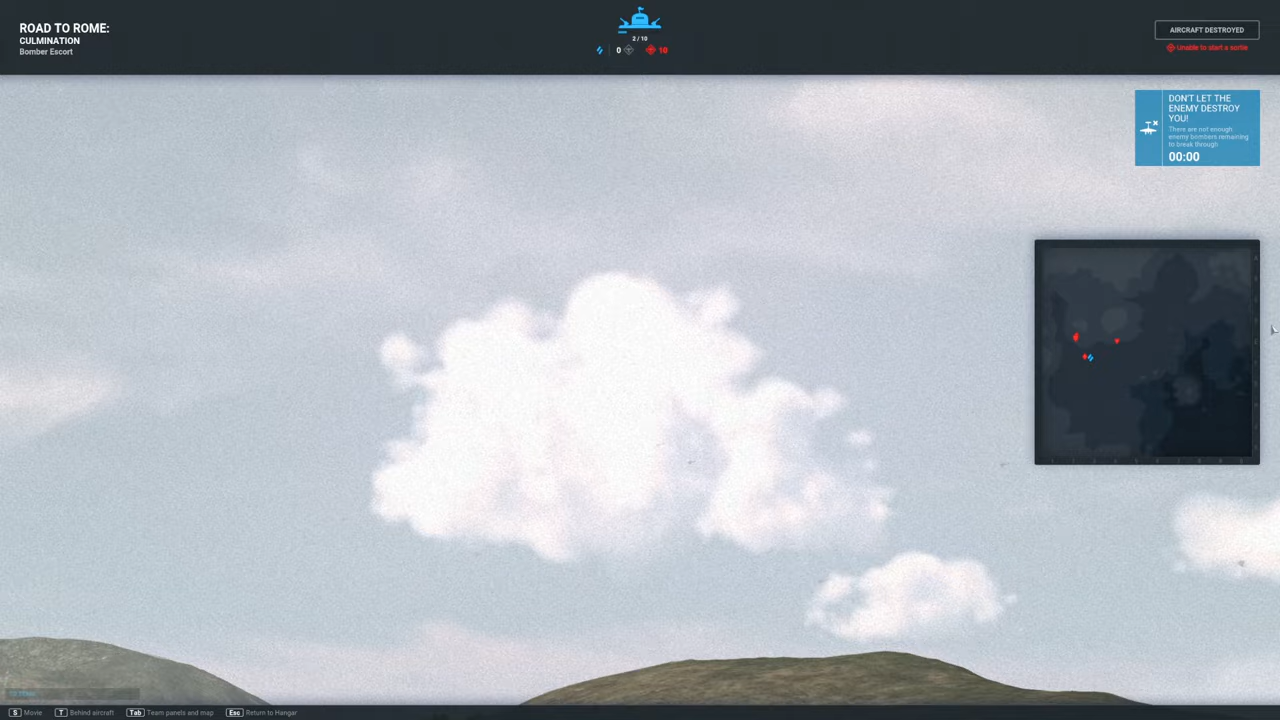 ROAD TO ROME:
CULMINATION
Bomber Escort
2 / 10
0
10
AIRCRAFT DESTROYED
Unable to start a sortie
DON'T LET THE
ENEMY DESTROY
YOU!
There are not enough
enemy bombers remaining
to break through
00:00
S Movie
T Behind aircraft
Tab Team panels and map
Esc Return to Hangar